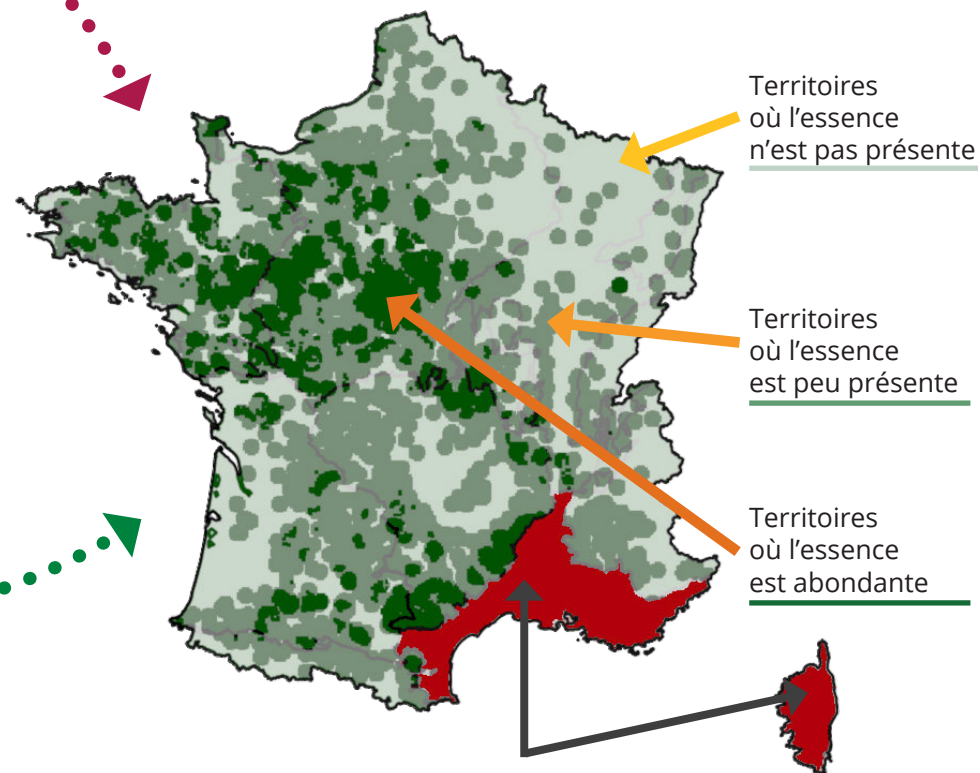 Territoires
où l'essence
n'est pas présente
Territoires
où l'essence
est peu présente
Territoires
où l'essence
est abondante